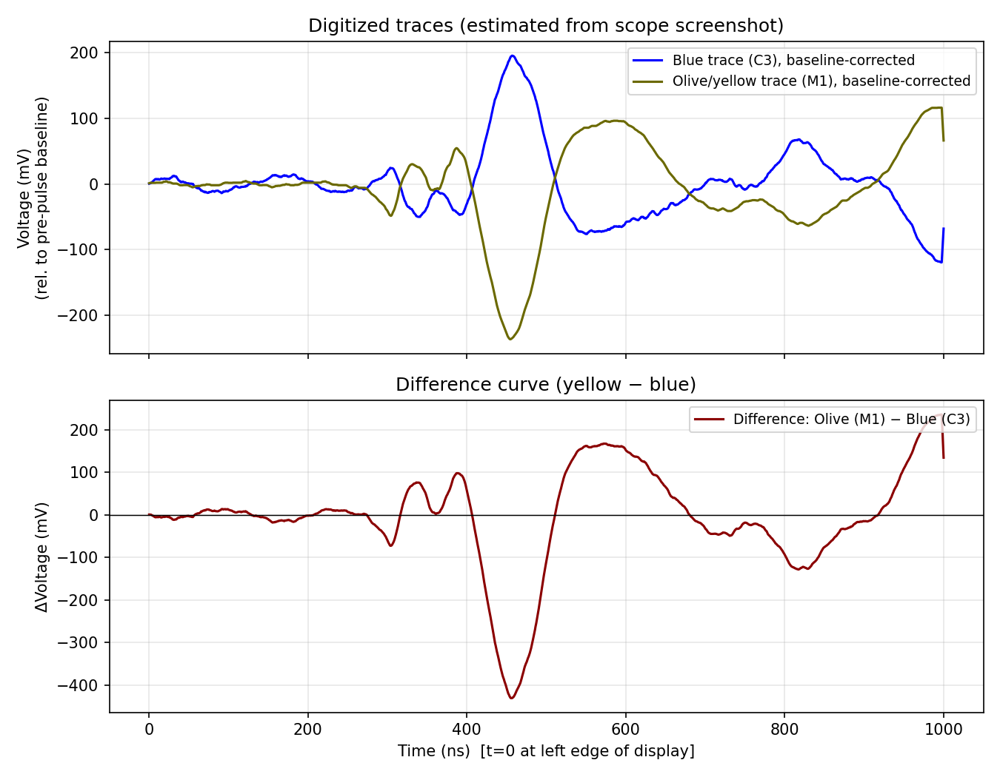 Digitized traces (estimated from scope screenshot)
Blue trace (C3), baseline-corrected
Olive/yellow trace (M1), baseline-corrected
Voltage (mV)
(rel. to pre-pulse baseline)
200
100
0
−100
−200
Difference curve (yellow − blue)
Difference: Olive (M1) − Blue (C3)
ΔVoltage (mV)
200
100
0
−100
−200
−300
−400
0 200 400 600 800 1000
Time (ns) [t=0 at left edge of display]